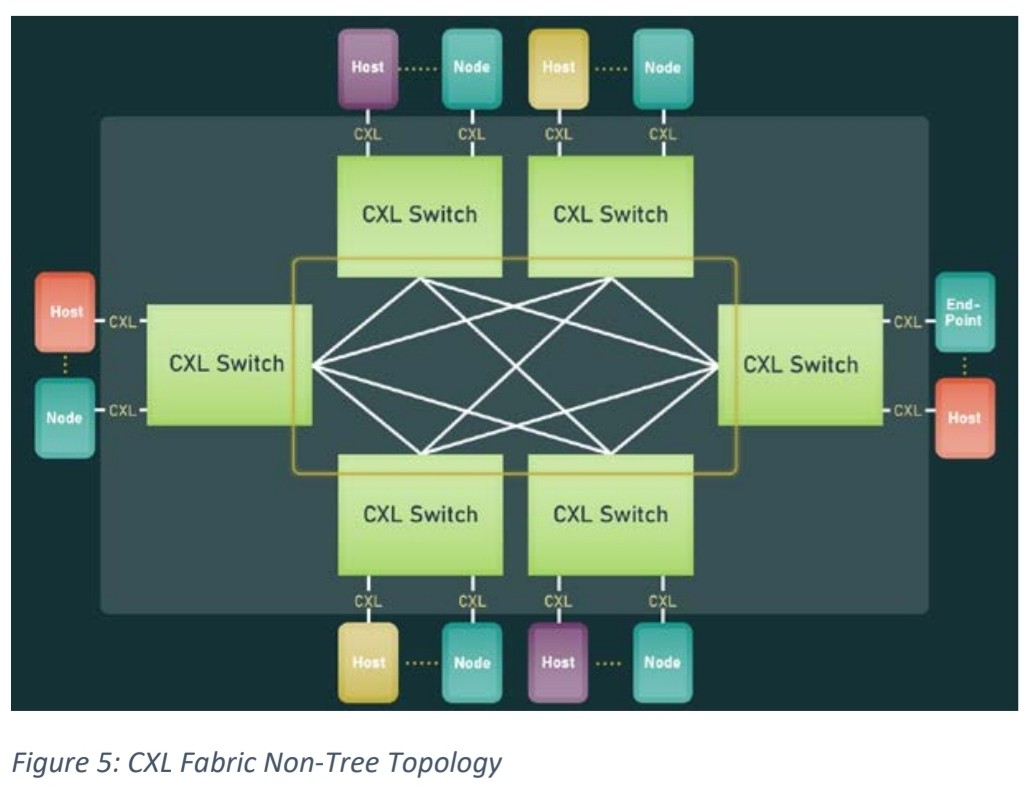 Host Node Host Node
CXL CXL CXL CXL
CXL Switch CXL Switch
Host
CXL
CXL Switch
Node
CXL
CXL Switch
CXL
End-
Point
CXL
Host
CXL Switch CXL Switch
CXL CXL CXL CXL
Host Node Host Node
Figure 5: CXL Fabric Non-Tree Topology